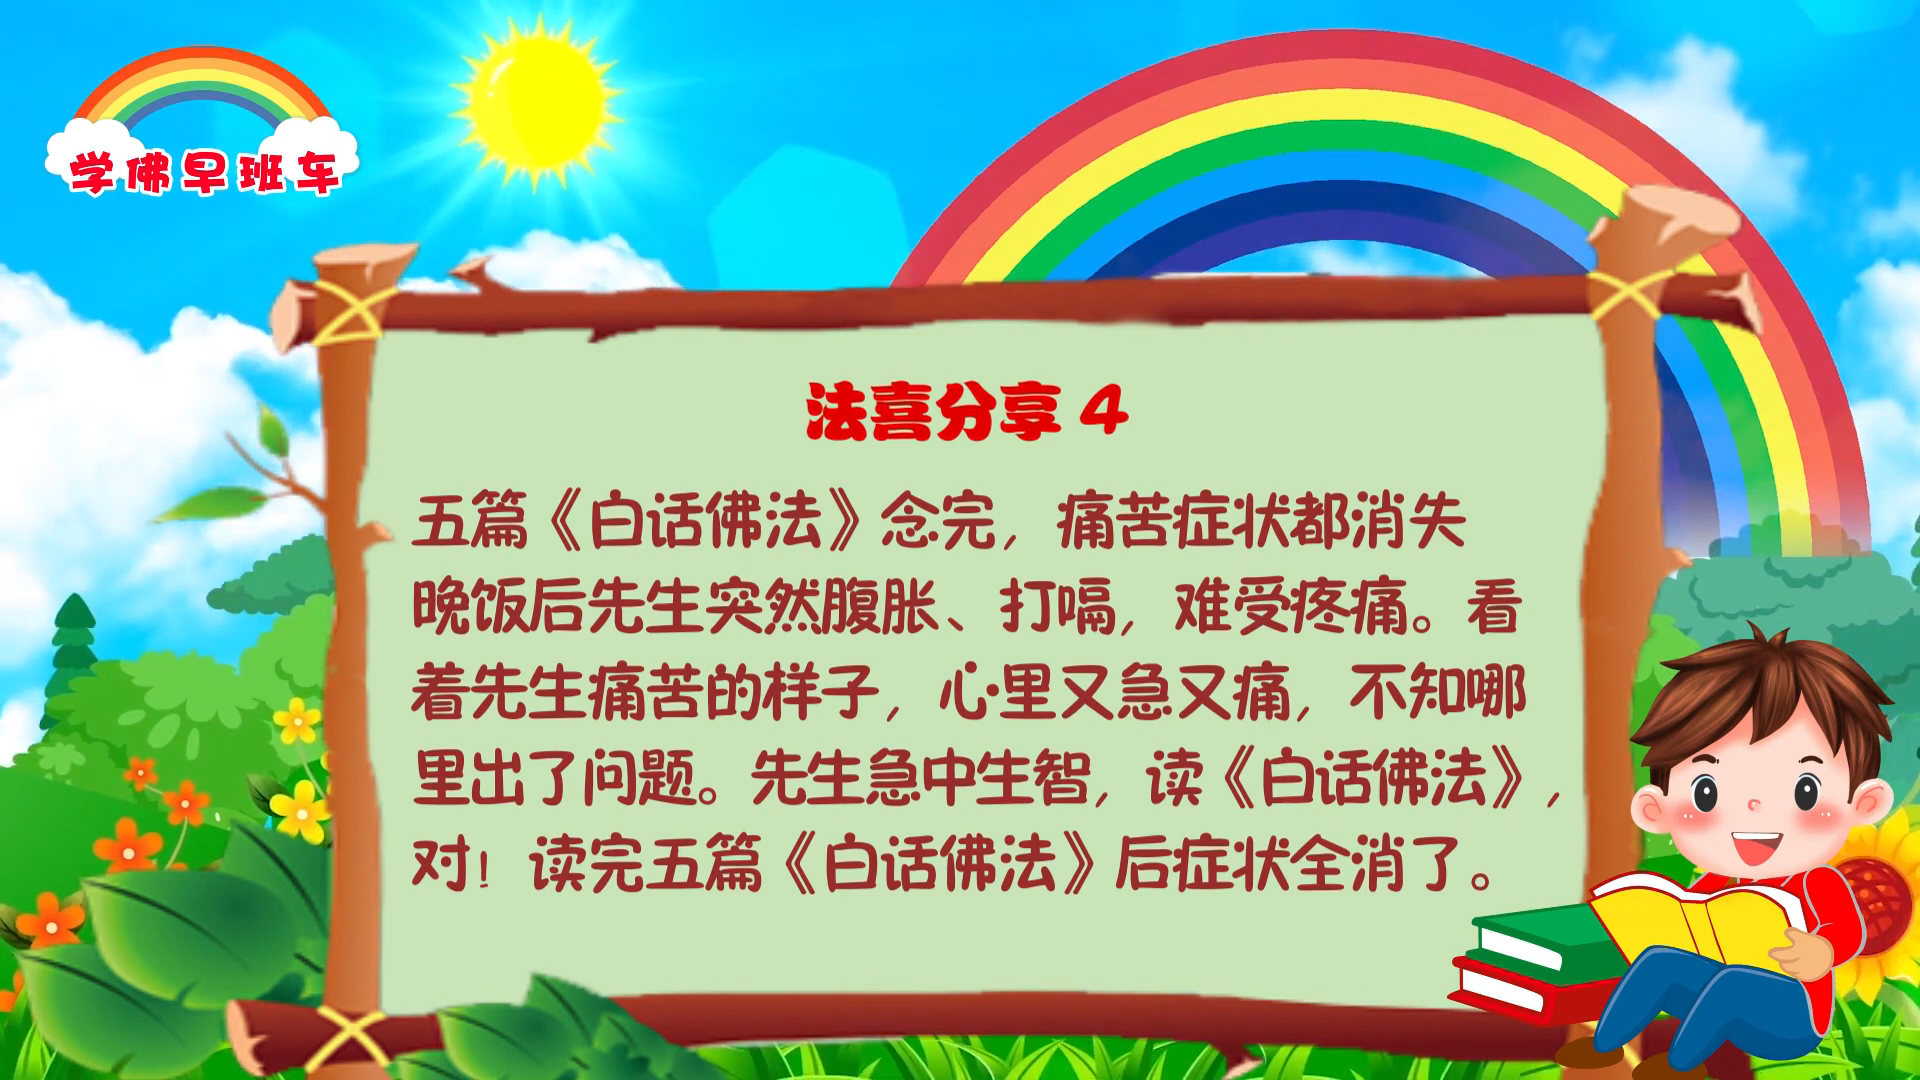 学佛早班车
法喜分享 4
五篇《白话佛法》念完，痛苦症状都消失
晚饭后先生突然腹胀、打嗝，难受疼痛。看
着先生痛苦的样子，心里又急又痛，不知哪
里出了问题。先生急中生智，读《白话佛法》，
对！读完五篇《白话佛法》后症状全消了。